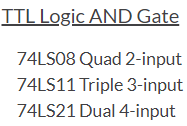 TTL Logic AND Gate
74LS08 Quad 2-input
74LS11 Triple 3-input
74LS21 Dual 4-input